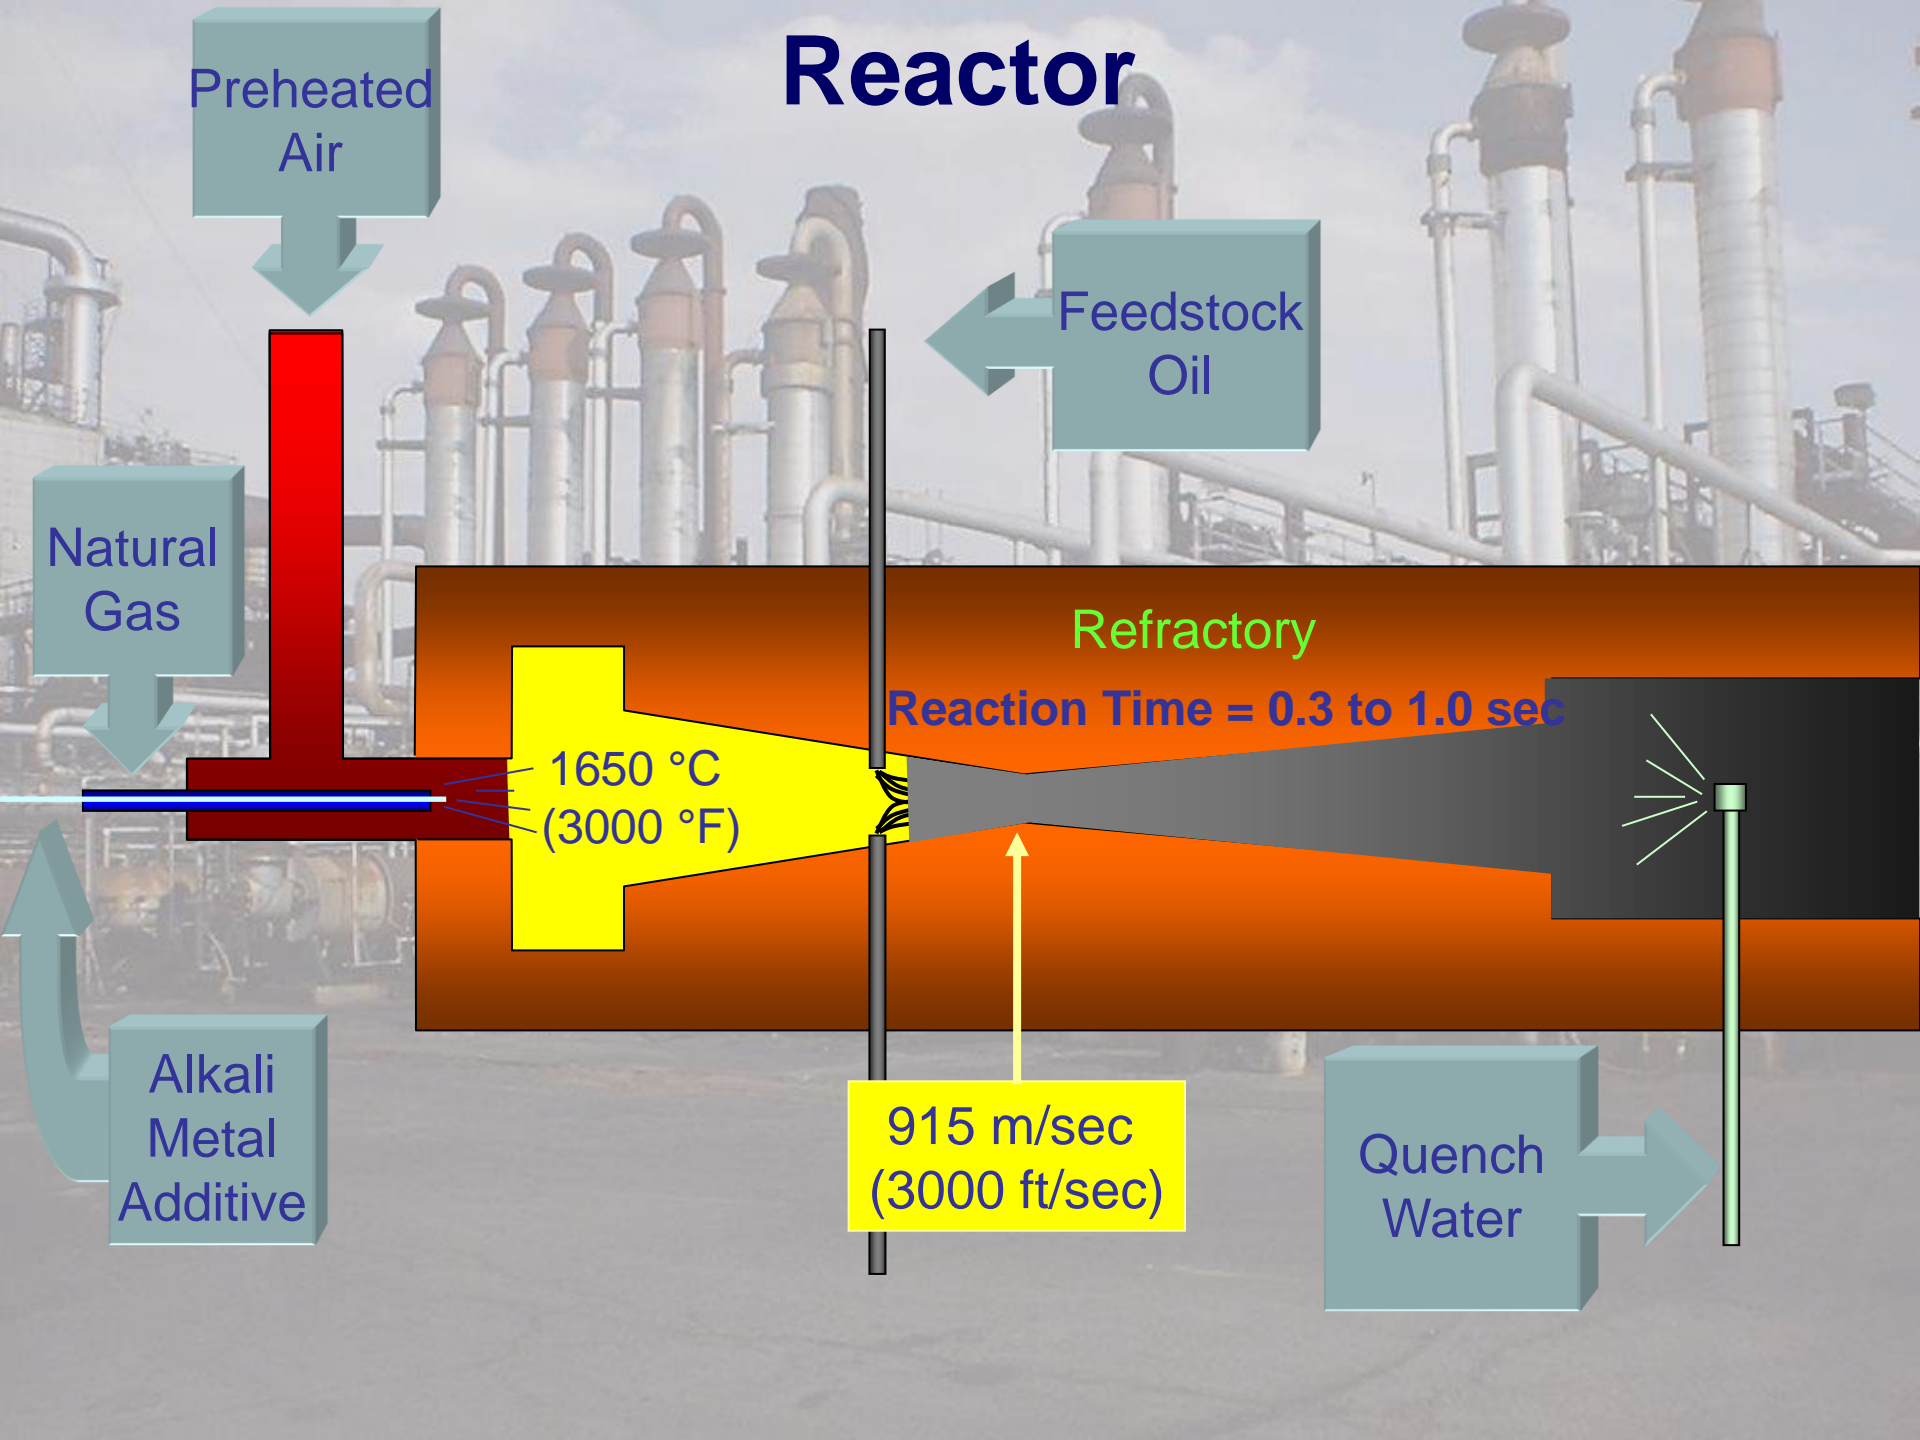 Reactor
Preheated
Air
Feedstock
Oil
Natural
Gas
Refractory
Reaction Time = 0.3 to 1.0 sec
1650 °C
(3000 °F)
Alkali
Metal
Additive
915 m/sec
(3000 ft/sec)
Quench
Water